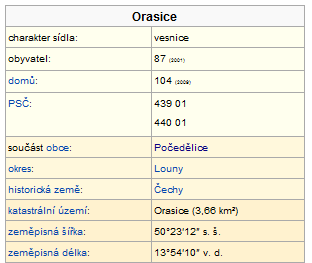 Orasice
charakter sídla: vesnice
obyvatel: 87 (2001)
domů: 104 (2009)
PSČ: 439 01
440 01
součást obce: Počedělice
okres: Louny
historická země: Čechy
katastrální území: Orasice (3,66 km²)
zeměpisná šířka: 50°23'12" s. š.
zeměpisná délka: 13°54'10" v. d.